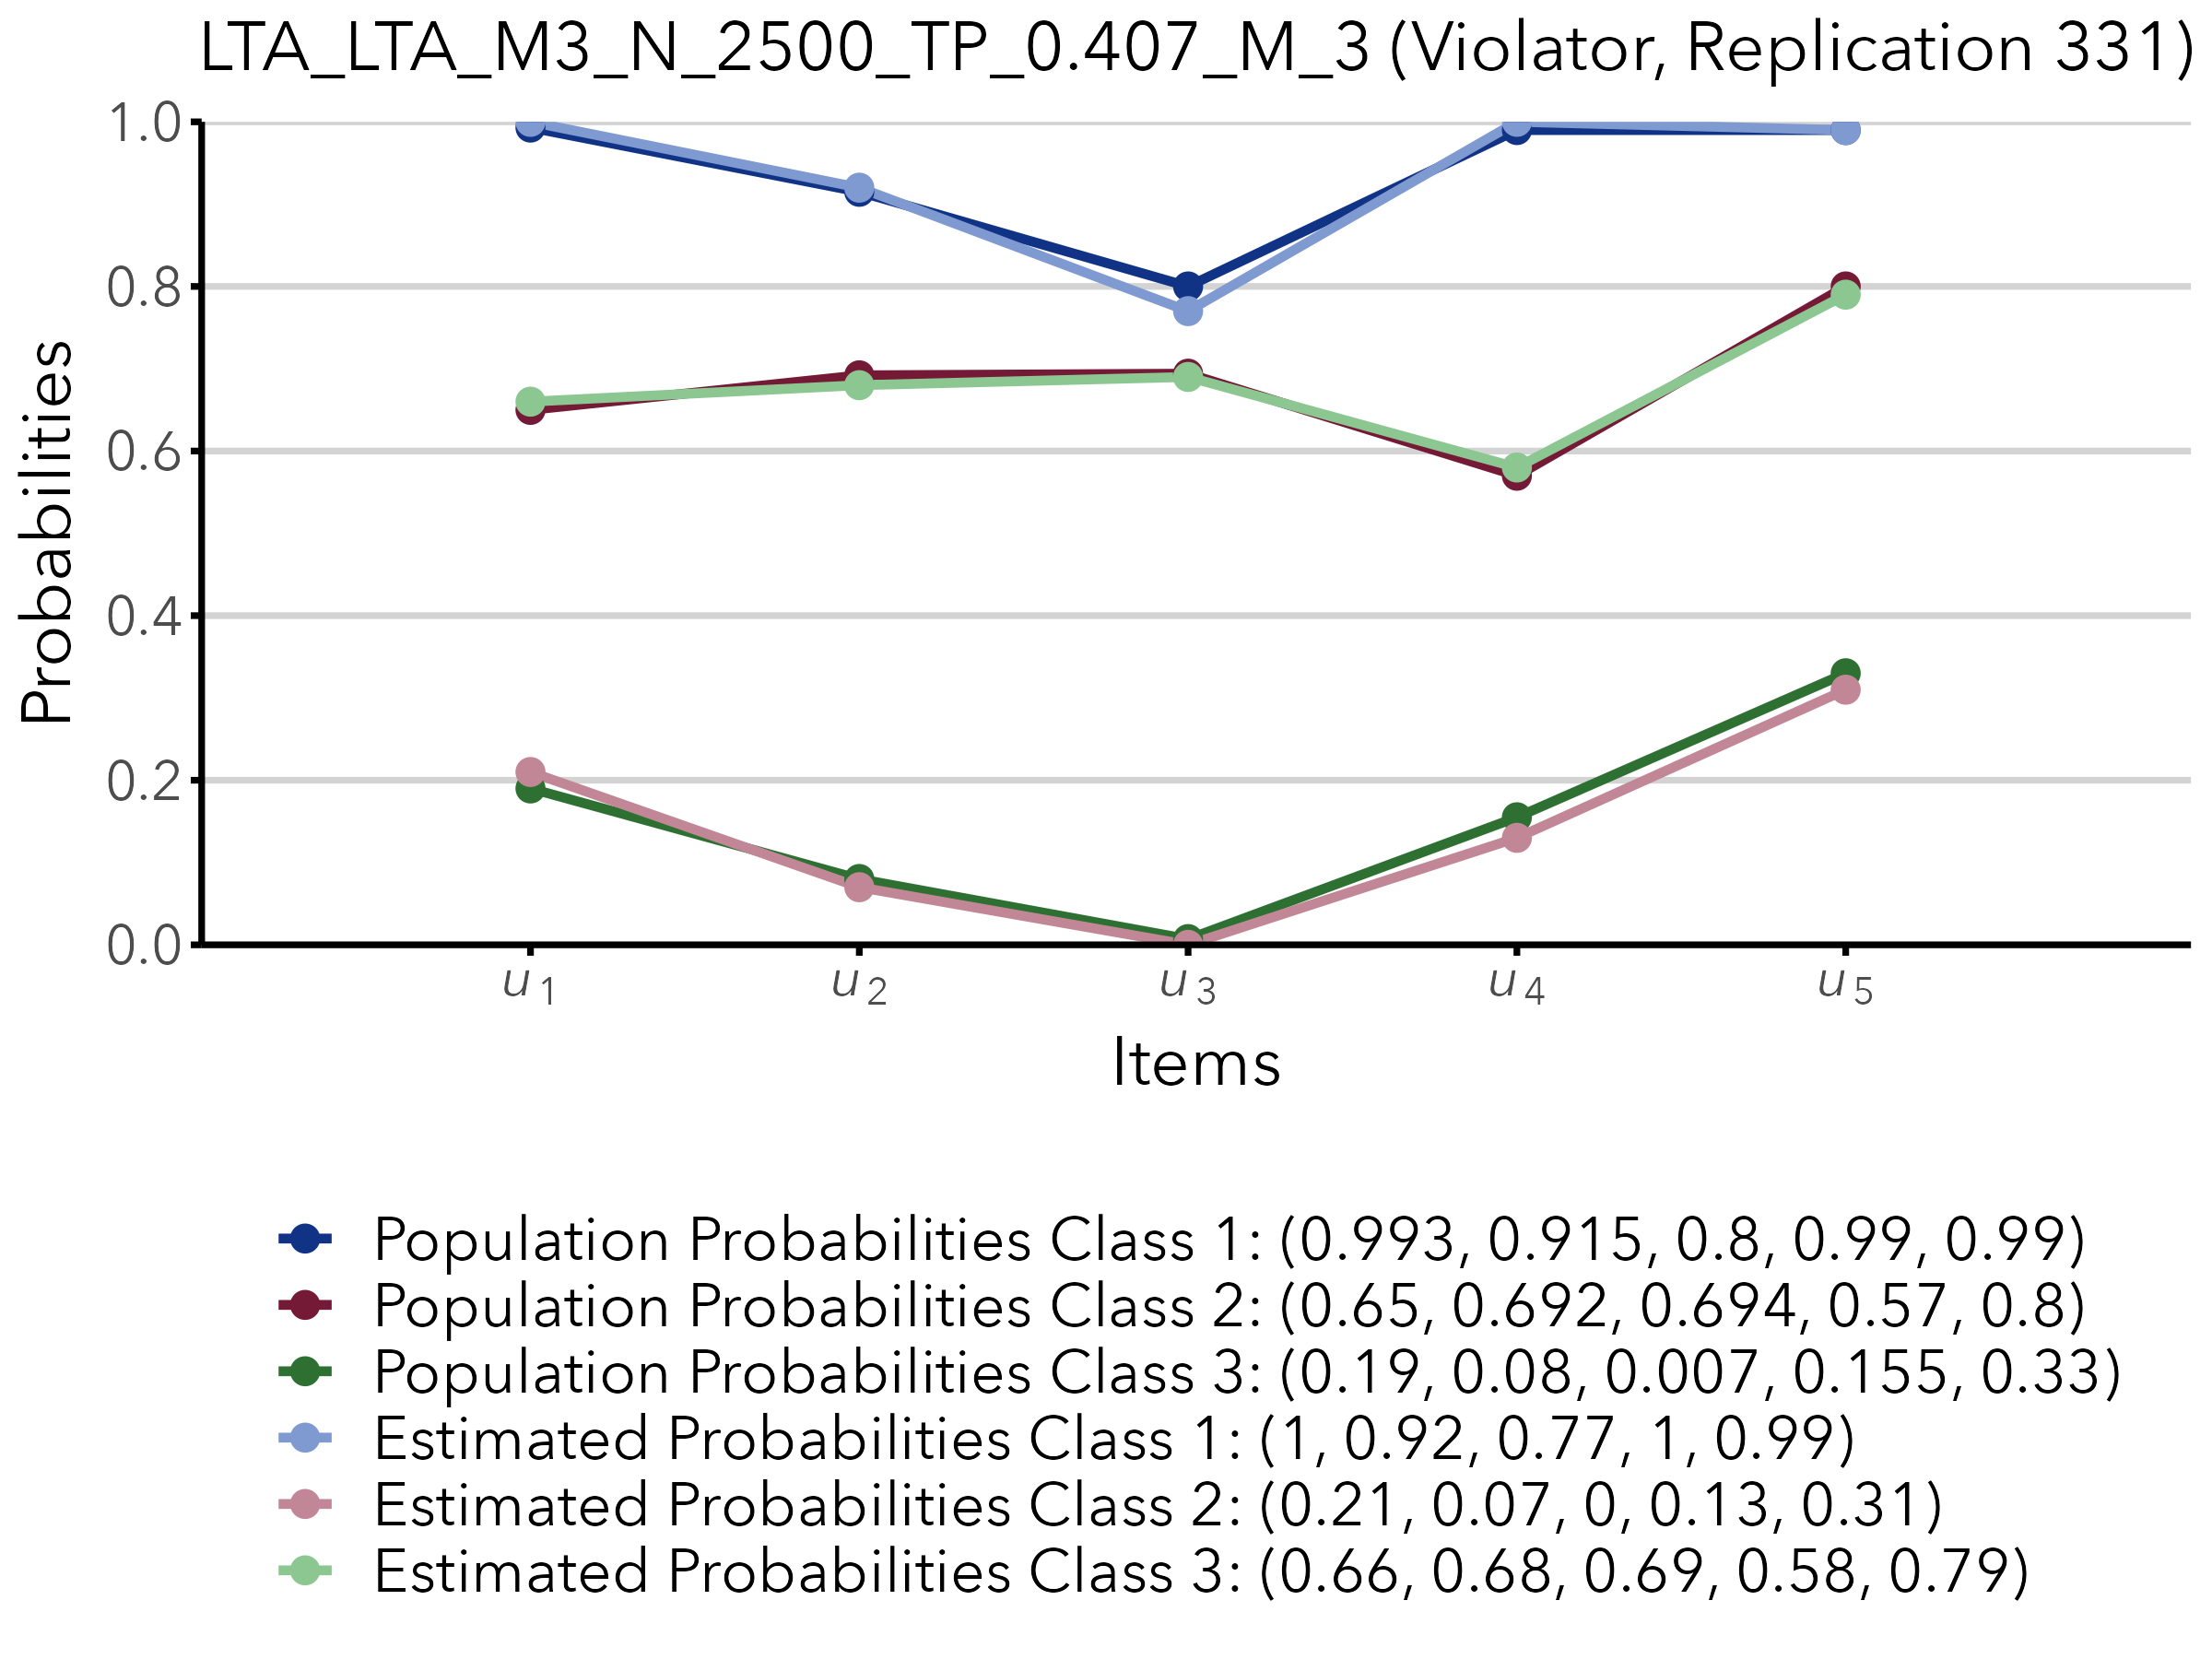 LTA_LTA_M3_N_2500_TP_0.407_M_3 (Violator, Replication 331)
1.0
0.8
0.6
0.4
0.2
0.0
Probabilities
u1 u2 u3 u4 u5
Items
Population Probabilities Class 1: (0.993, 0.915, 0.8, 0.99, 0.99)
Population Probabilities Class 2: (0.65, 0.692, 0.694, 0.57, 0.8)
Population Probabilities Class 3: (0.19, 0.08, 0.007, 0.155, 0.33)
Estimated Probabilities Class 1: (1, 0.92, 0.77, 1, 0.99)
Estimated Probabilities Class 2: (0.21, 0.07, 0, 0.13, 0.31)
Estimated Probabilities Class 3: (0.66, 0.68, 0.69, 0.58, 0.79)